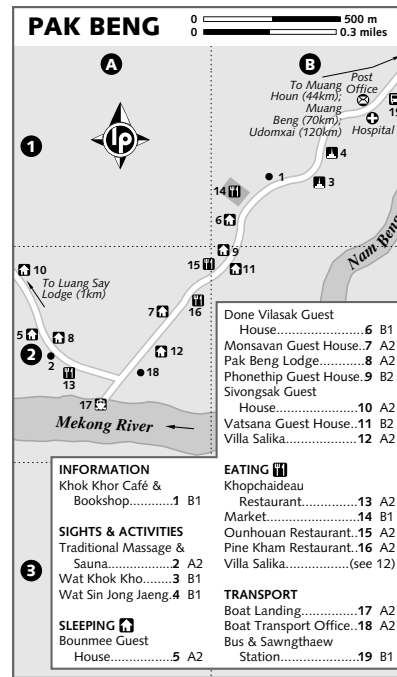 PAK BENG
0 500 m
0 0.3 miles
A
B
To Muang
Houn (44km);
Muang
Beng (70km);
Udomxai (120km)
Post
Office
Hospital
19
lp
1
4
1
3
14
6
Nam Beng
9
10
15
11
To Luang Say
Lodge (1km)
7
16
5
8
2
2
12
13
18
17
Mekong River
3
INFORMATION
Khok Khor Café &
Bookshop..................1 B1
SIGHTS & ACTIVITIES
Traditional Massage &
Sauna.......................2 A2
Wat Khok Kho..........3 B1
Wat Sin Jong Jaeng.4 B1
SLEEPING
Bounmee Guest
House.......................5 A2
Done Vilasak Guest
House.......................6 B1
Monsavan Guest House..7 A2
Pak Beng Lodge..............8 A2
Phonethip Guest House.9 B2
Sivongsak Guest
House.....................10 A2
Vatsana Guest House..11 B2
Villa Salika..................12 A2
EATING
Khopchaideau
Restaurant..............13 A2
Market........................14 B1
Ounhouan Restaurant..15 A2
Pine Kham Restaurant..16 A2
Villa Salika...............(see 12)
TRANSPORT
Boat Landing...............17 A2
Boat Transport Office..18 A2
Bus & Sawngthaew
Station...................19 B1